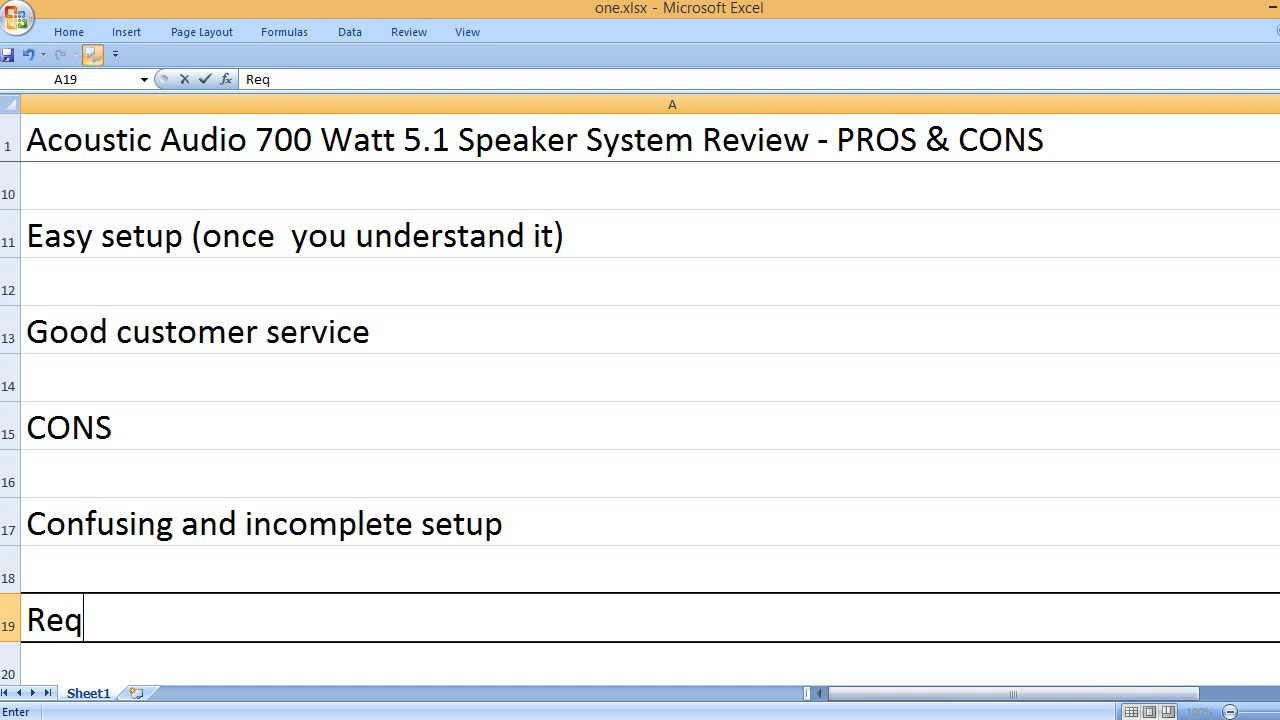 one.xlsx - Microsoft Excel
Home Insert Page Layout Formulas Data Review View
A19 fx Req
A
1 Acoustic Audio 700 Watt 5.1 Speaker System Review - PROS & CONS
10
11 Easy setup (once  you understand it)
12
13 Good customer service
14
15 CONS
16
17 Confusing and incomplete setup
18
19 Req
20
Sheet1
Enter 100%